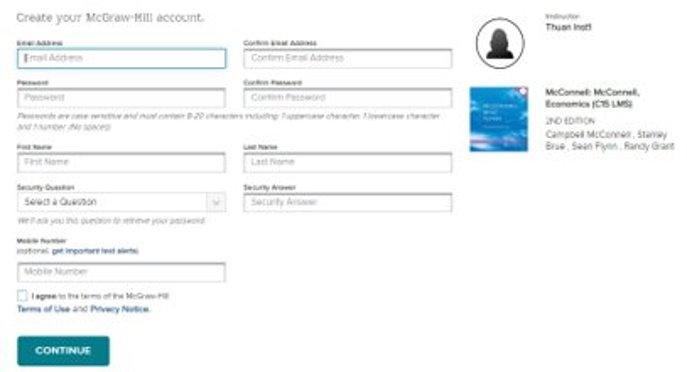 Create your McGraw-Hill account.
Email Address
Confirm Email Address
Email Address
Confirm Email Address
Password
Confirm Password
Password
Confirm Password
Passwords are case sensitive and must contain 8-20 characters including: 1 uppercase character, 1 lowercase character
and 1 number (No spaces).
First Name
Last Name
First Name
Last Name
Security Question
Security Answer
Select a Question
Security Answer
We'll ask you this question to retrieve your password.
Mobile Number
(optional, get important text alerts).
Mobile Number
I agree to the terms of the McGraw-Hill
Terms of Use and Privacy Notice.
CONTINUE
Instructor
Thuan Inst1
McConnell: McConnell,
Economics (C15 LMS)
2ND EDITION
Campbell McConnell , Stanley
Brue , Sean Flynn , Randy Grant